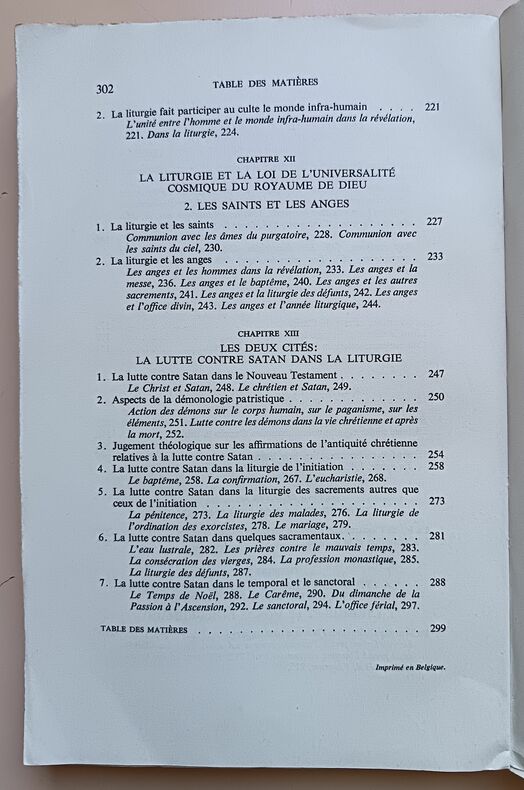 302
TABLE DES MATIÈRES
2. La liturgie fait participer au culte le monde infra-humain . . . . 221
L'unité entre l'homme et le monde infra-humain dans la révélation,
221. Dans la liturgie, 224.
CHAPITRE XII
LA LITURGIE ET LA LOI DE L'UNIVERSALITÉ
COSMIQUE DU ROYAUME DE DIEU
2. LES SAINTS ET LES ANGES
1. La liturgie et les saints . . . . . . . . . . . . . . . . . . . . 227
Communion avec les âmes du purgatoire, 228. Communion avec
les saints du ciel, 230.
2. La liturgie et les anges . . . . . . . . . . . . . . . . . . . . 233
Les anges et les hommes dans la révélation, 233. Les anges et la
messe, 236. Les anges et le baptême, 240. Les anges et les autres
sacrements, 241. Les anges et la liturgie des défunts, 242. Les anges
et l'office divin, 243. Les anges et l'année liturgique, 244.
CHAPITRE XIII
LES DEUX CITÉS:
LA LUTTE CONTRE SATAN DANS LA LITURGIE
1. La lutte contre Satan dans le Nouveau Testament . . . . . . . . 247
Le Christ et Satan, 248. Le chrétien et Satan, 249.
2. Aspects de la démonologie patristique . . . . . . . . . . . . . 250
Action des démons sur le corps humain, sur le paganisme, sur les
éléments, 251. Lutte contre les démons dans la vie chrétienne et après
la mort, 252.
3. Jugement théologique sur les affirmations de l'antiquité chrétienne
relatives à la lutte contre Satan . . . . . . . . . . . . . . . . 254
4. La lutte contre Satan dans la liturgie de l'initiation . . . . . . 258
Le baptême, 258. La confirmation, 267. L'eucharistie, 268.
5. La lutte contre Satan dans la liturgie des sacrements autres que
ceux de l'initiation . . . . . . . . . . . . . . . . . . . . . . 273
La pénitence, 273. La liturgie des malades, 276. La liturgie de
l'ordination des exorcistes, 278. Le mariage, 279.
6. La lutte contre Satan dans quelques sacramentaux. . . . . . . . 281
L'eau lustrale, 282. Les prières contre le mauvais temps, 283.
La consécration des vierges, 284. La profession monastique, 285.
La liturgie des défunts, 287.
7. La lutte contre Satan dans le temporal et le sanctoral . . . . . . 288
Le Temps de Noël, 288. Le Carême, 290. Du dimanche de la
Passion à l'Ascension, 292. Le sanctoral, 294. L'office férial, 297.
TABLE DES MATIÈRES . . . . . . . . . . . . . . . . . . . . . . . 299
Imprimé en Belgique.